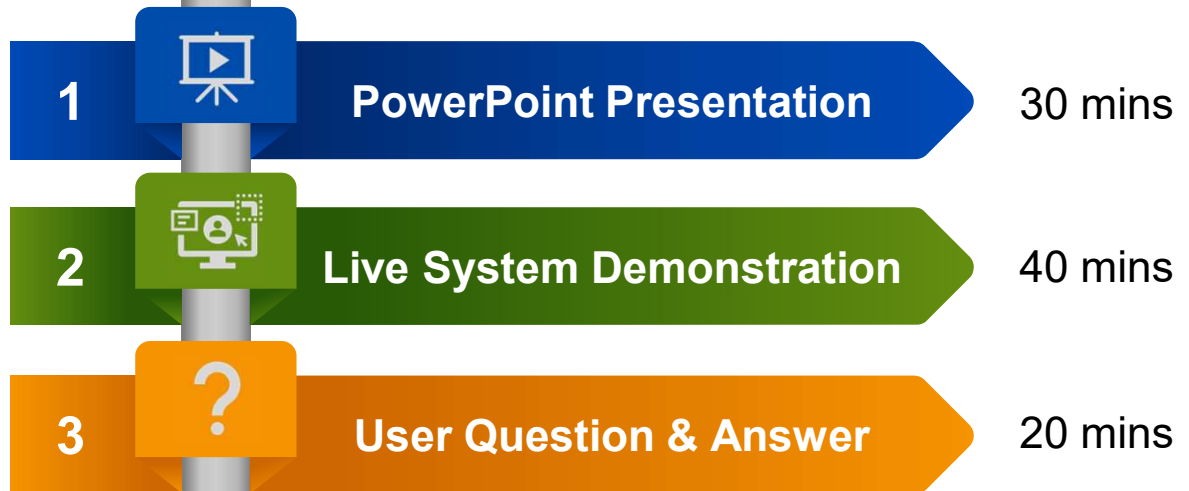 1 PowerPoint Presentation 30 mins
2 Live System Demonstration 40 mins
3 User Question & Answer 20 mins